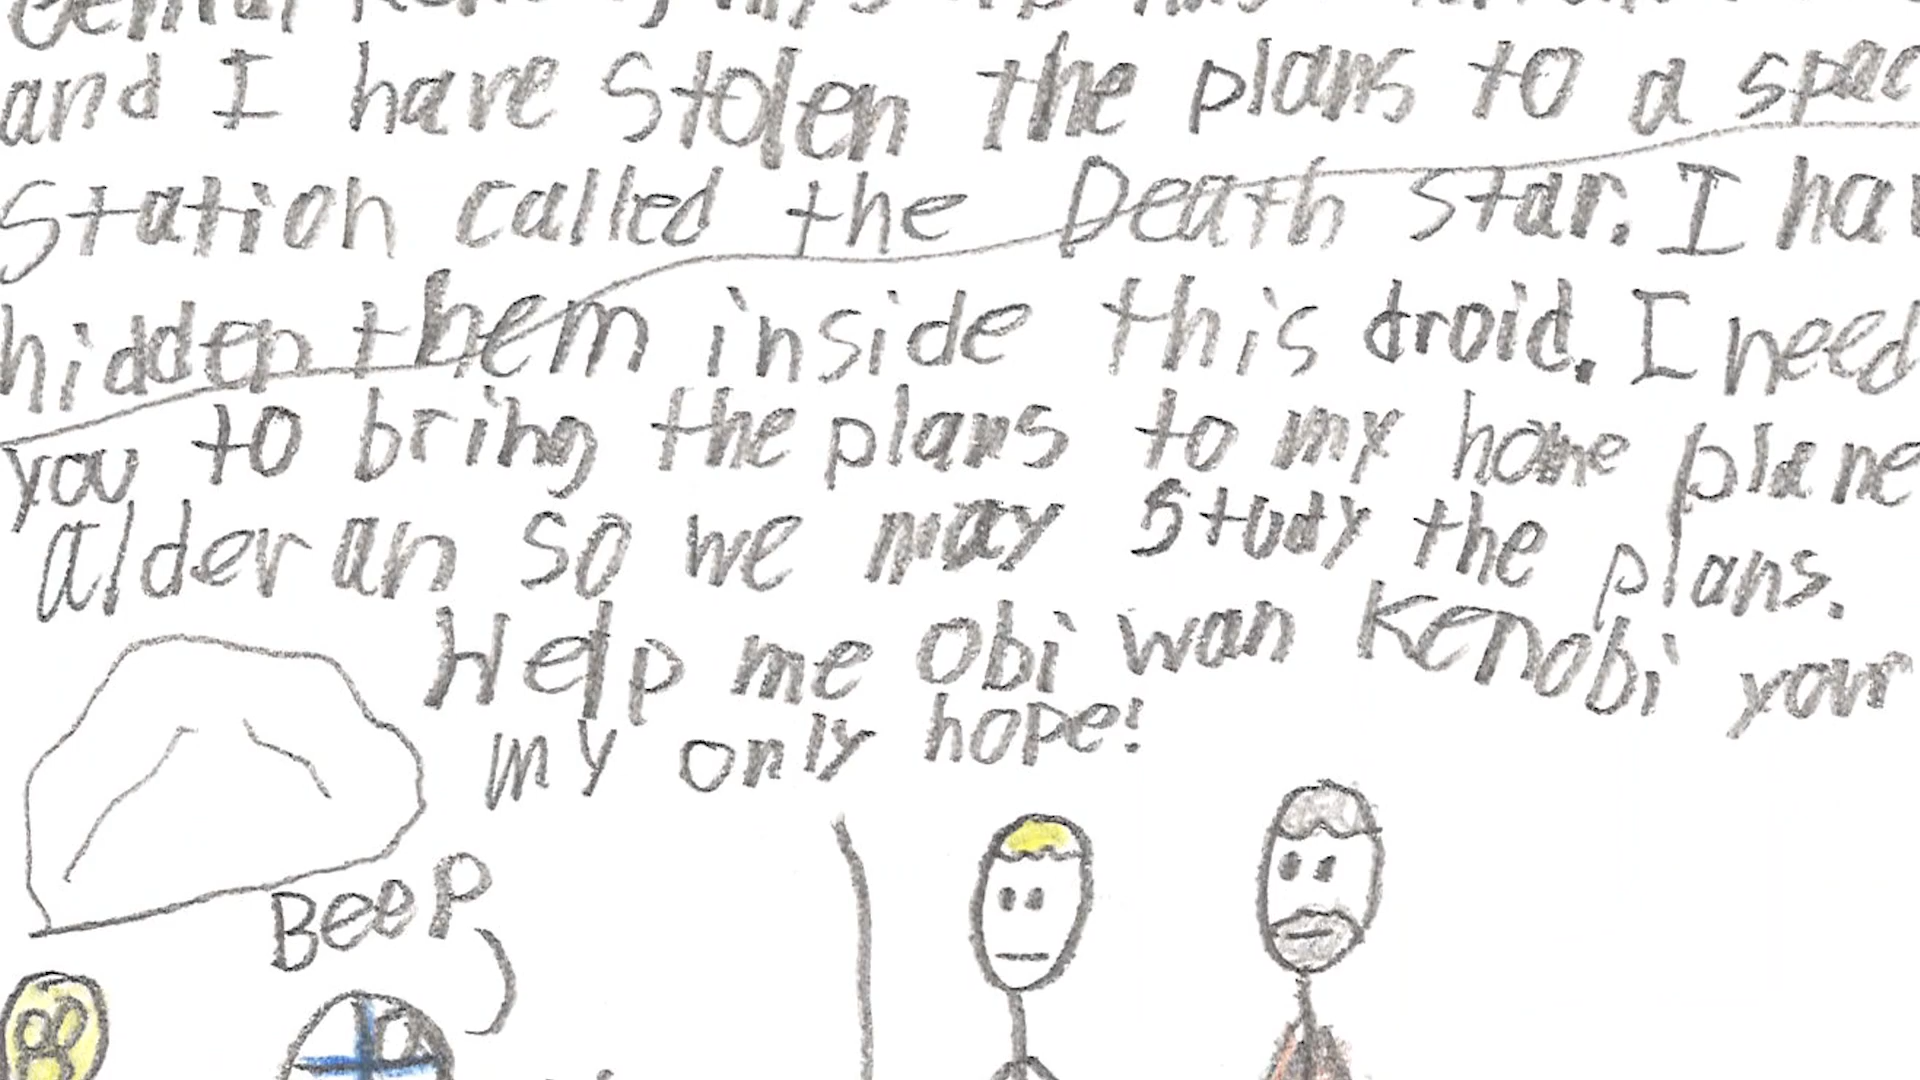 and I have stolen the plans to a spac
station called the Death Star. I hav
hidden them inside this droid. I need
you to bring the plans to my home plane
alderan so we may study the plans.
Help me Obi wan Kenobi your
my only hope!
Beep